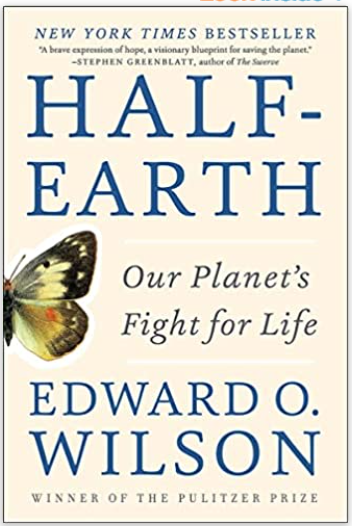 NEW YORK TIMES BESTSELLER
"A brave expression of hope, a visionary blueprint for saving the planet."
–STEPHEN GREENBLATT, author of The Swerve
HALF-
EARTH
Our Planet's
Fight for Life
EDWARD O.
WILSON
WINNER OF THE PULITZER PRIZE